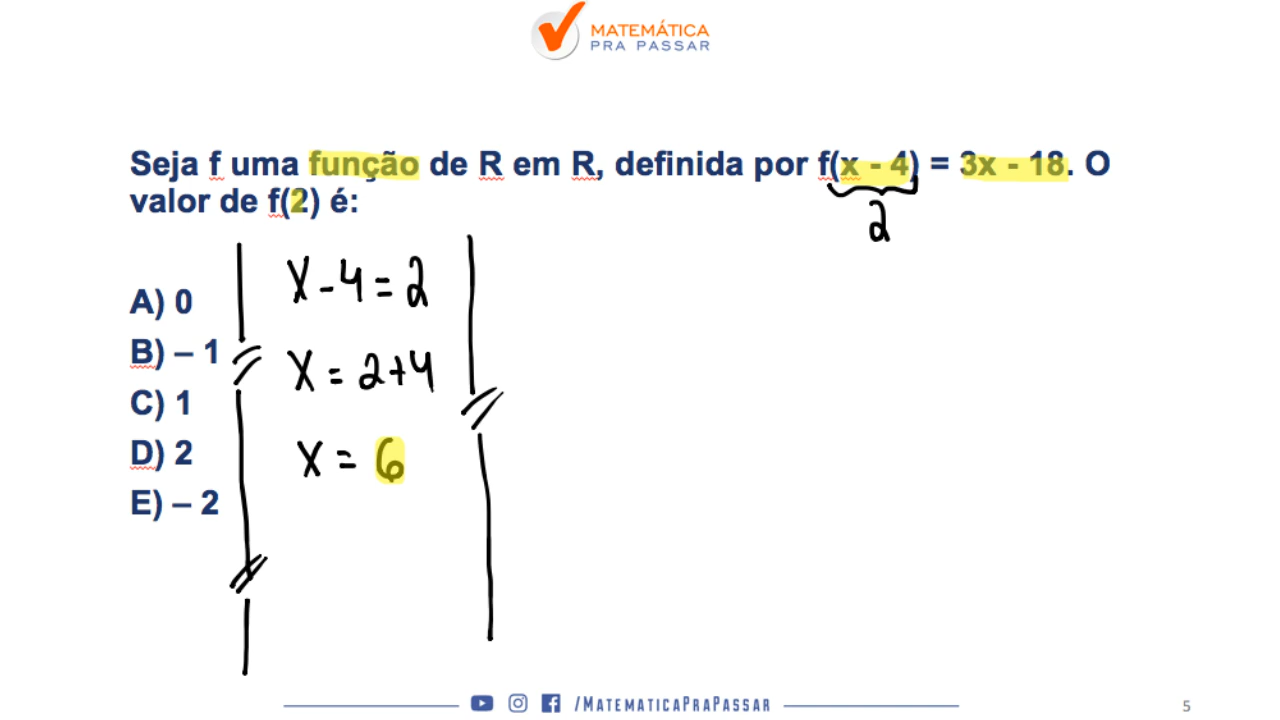 MATEMÁTICA
PRA PASSAR
Seja f uma função de R em R, definida por f(x - 4) = 3x - 18. O
valor de f(2) é:
2
A) 0
B) – 1
C) 1
D) 2
E) – 2
x - 4 = 2
x = 2+4
x = 6
/MATEMATICAPRAPASSAR
5